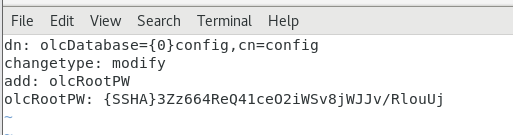 File Edit View Search Terminal Help
dn: olcDatabase={0}config,cn=config
changetype: modify
add: olcRootPW
olcRootPW: {SSHA}3Zz664ReQ41ceO2iWSv8jWJJv/RlouUj
~
~